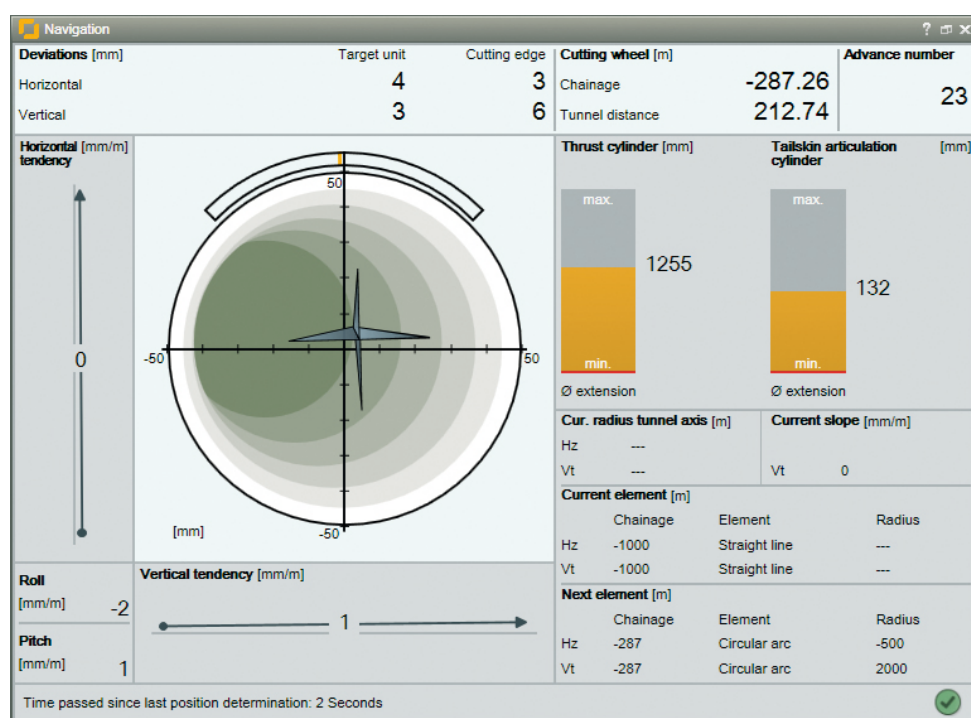 Navigation ?
Deviations [mm] Target unit Cutting edge
Horizontal 4 3
Vertical 3 6
Cutting wheel [m]
Chainage -287.26
Tunnel distance 212.74
Advance number
23
Horizontal [mm/m]
tendency
0
50
-50 50
-50
[mm]
Thrust cylinder [mm]
max.
1255
min.
Ø extension
Tailskin articulation [mm]
cylinder
max.
132
min.
Ø extension
Cur. radius tunnel axis [m]
Hz ---
Vt ---
Current slope [mm/m]
Vt 0
Current element [m]
Chainage Element Radius
Hz -1000 Straight line ---
Vt -1000 Straight line ---
Roll
[mm/m] -2
Pitch
[mm/m] 1
Vertical tendency [mm/m]
1
Next element [m]
Chainage Element Radius
Hz -287 Circular arc -500
Vt -287 Circular arc 2000
Time passed since last position determination: 2 Seconds